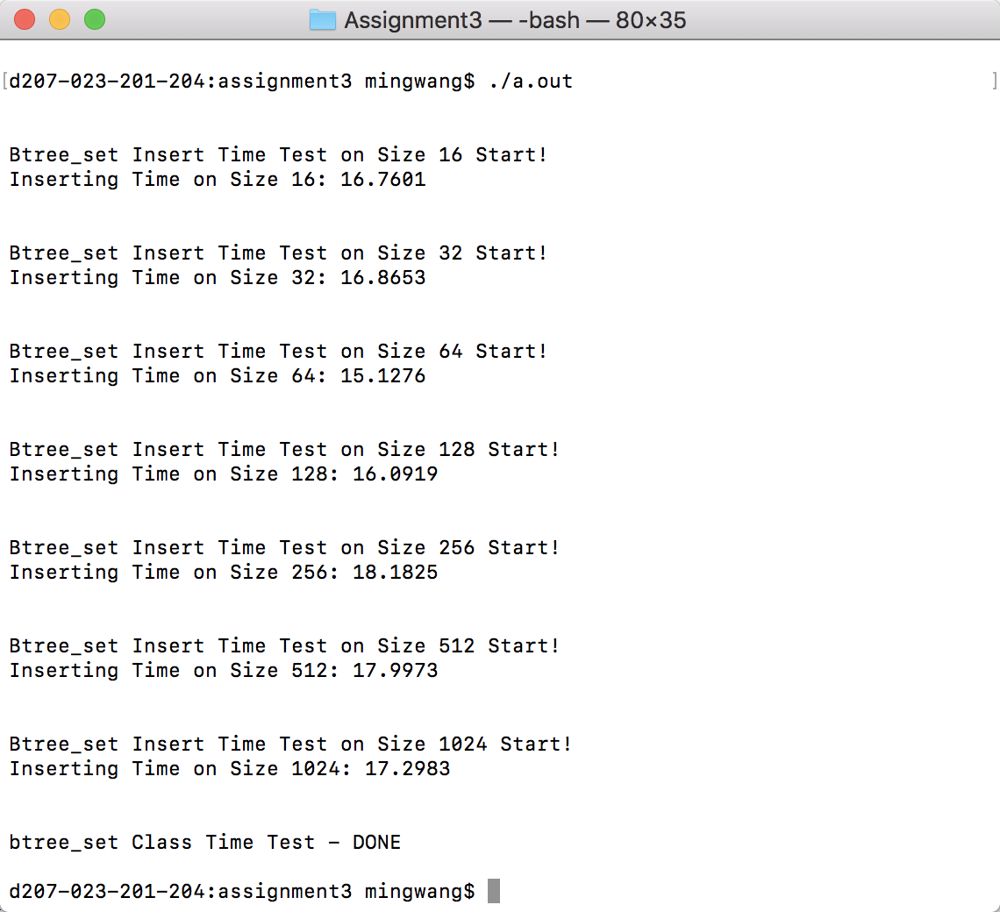 Assignment3 — -bash — 80×35
[d207-023-201-204:assignment3 mingwang$ ./a.out ]
Btree_set Insert Time Test on Size 16 Start!
Inserting Time on Size 16: 16.7601
Btree_set Insert Time Test on Size 32 Start!
Inserting Time on Size 32: 16.8653
Btree_set Insert Time Test on Size 64 Start!
Inserting Time on Size 64: 15.1276
Btree_set Insert Time Test on Size 128 Start!
Inserting Time on Size 128: 16.0919
Btree_set Insert Time Test on Size 256 Start!
Inserting Time on Size 256: 18.1825
Btree_set Insert Time Test on Size 512 Start!
Inserting Time on Size 512: 17.9973
Btree_set Insert Time Test on Size 1024 Start!
Inserting Time on Size 1024: 17.2983
btree_set Class Time Test - DONE
d207-023-201-204:assignment3 mingwang$